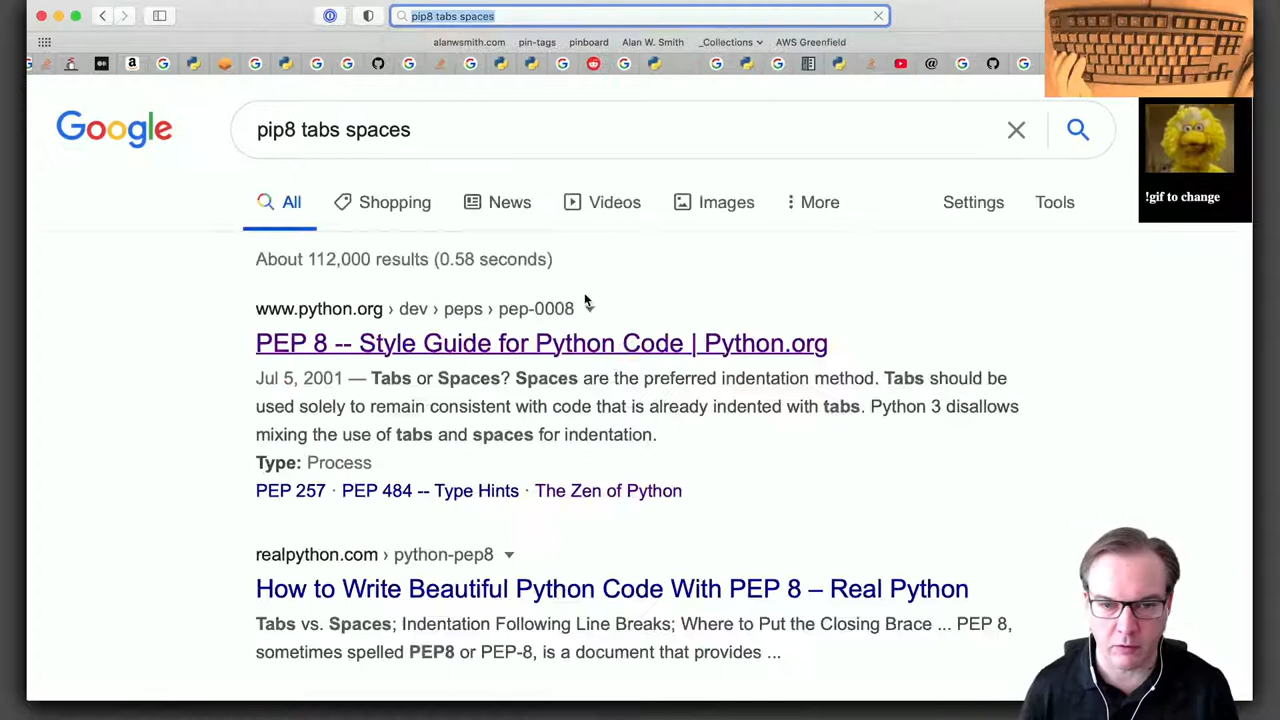 pip8 tabs spaces
alanwsmith.com pin-tags pinboard Alan W. Smith _Collections AWS Greenfield
Google pip8 tabs spaces
All Shopping News Videos Images More Settings Tools
!gif to change
About 112,000 results (0.58 seconds)
www.python.org › dev › peps › pep-0008
PEP 8 -- Style Guide for Python Code | Python.org
Jul 5, 2001 — Tabs or Spaces? Spaces are the preferred indentation method. Tabs should be
used solely to remain consistent with code that is already indented with tabs. Python 3 disallows
mixing the use of tabs and spaces for indentation.
Type: Process
PEP 257 · PEP 484 -- Type Hints · The Zen of Python
realpython.com › python-pep8
How to Write Beautiful Python Code With PEP 8 – Real Python
Tabs vs. Spaces; Indentation Following Line Breaks; Where to Put the Closing Brace ... PEP 8,
sometimes spelled PEP8 or PEP-8, is a document that provides ...